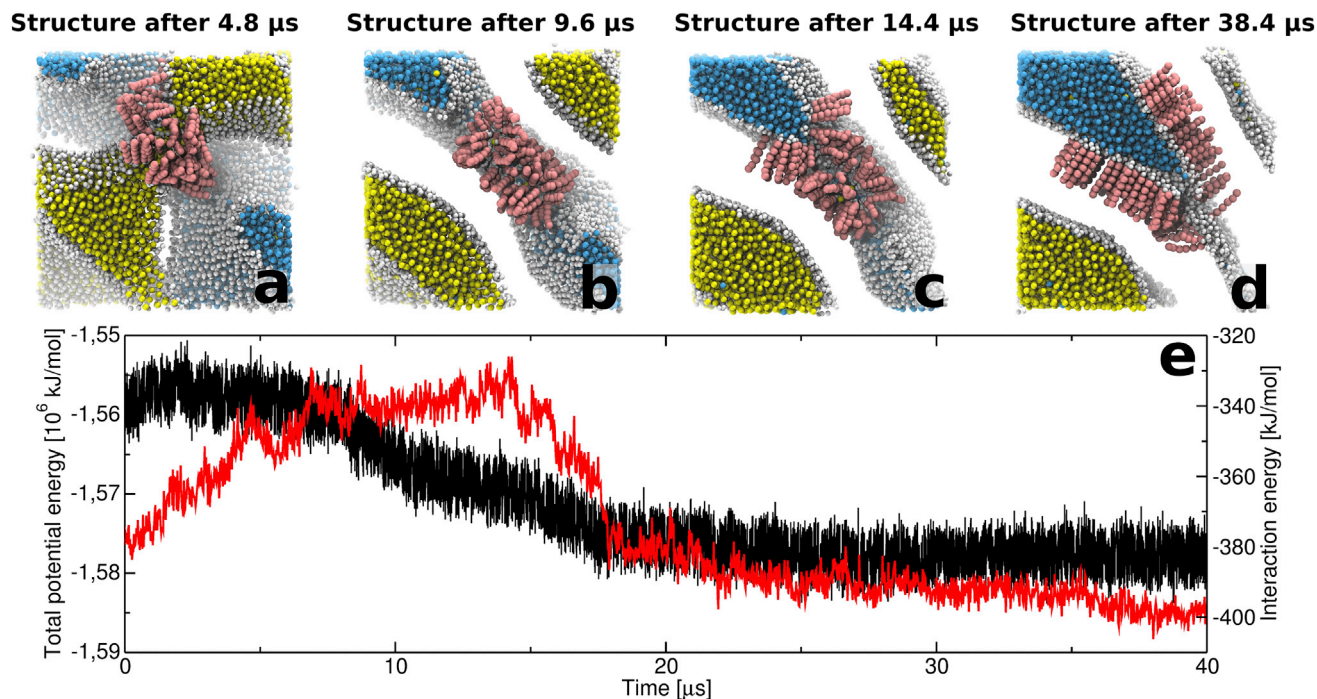 Structure after 4.8 µs Structure after 9.6 µs Structure after 14.4 µs Structure after 38.4 µs
a b c d
e
Total potential energy [10⁶ kJ/mol]
-1,55
-1,56
-1,57
-1,58
-1,59
-320
-340
-360
-380
-400
Interaction energy [kJ/mol]
0 10 20 30 40
Time [µs]